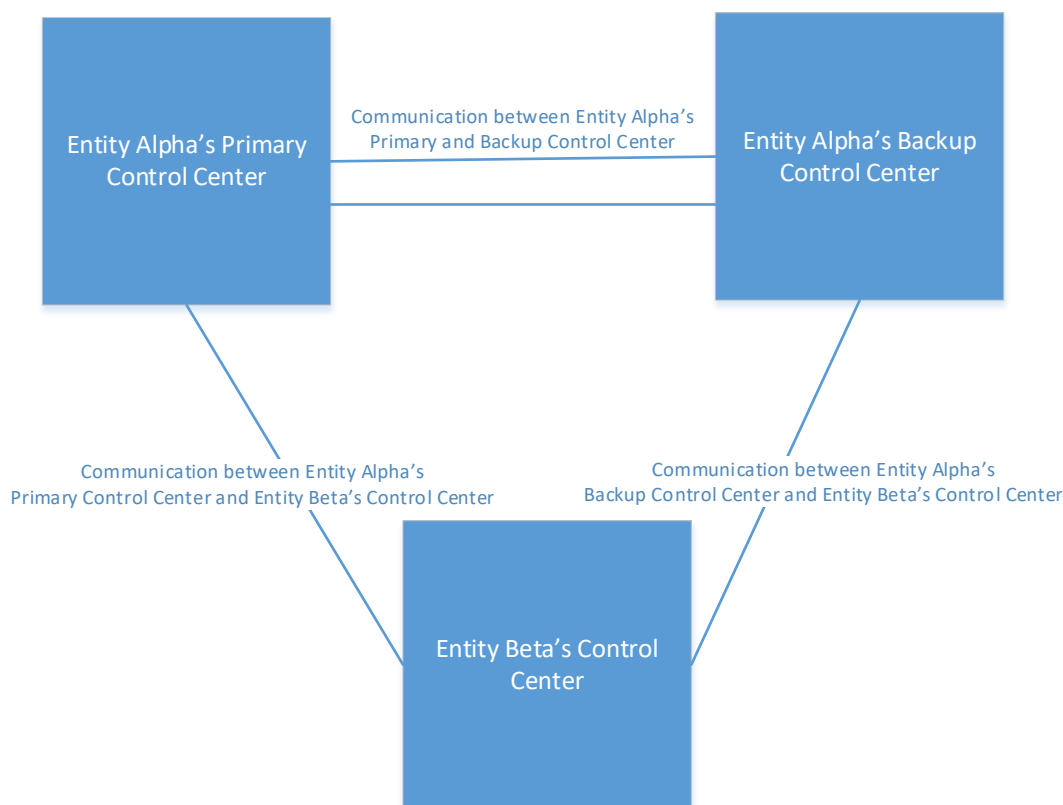 Entity Alpha’s Primary
Control Center
Communication between Entity Alpha’s
Primary and Backup Control Center
Entity Alpha’s Backup
Control Center
Communication between Entity Alpha’s
Primary Control Center and Entity Beta’s Control Center
Communication between Entity Alpha’s
Backup Control Center and Entity Beta’s Control Center
Entity Beta’s Control
Center